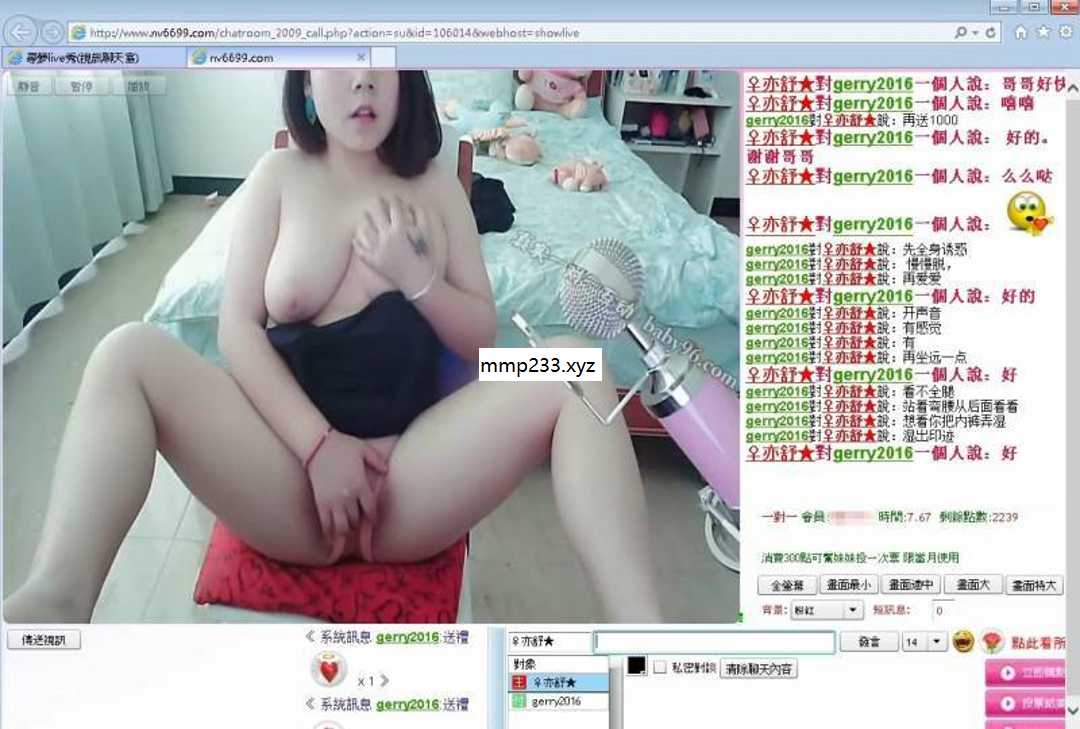 http://www.nv6699.com/chatroom_2009_call.php?action=su&id=106014&webhost=showlive
尋夢live秀(視訊聊天室)
nv6699.com
靜音 暫停
♀亦舒★對gerry2016一個人說：哥哥好快
♀亦舒★對gerry2016一個人說：嘻嘻
gerry2016對♀亦舒★說：再送1000
♀亦舒★對gerry2016一個人說：好的。
謝謝哥哥
♀亦舒★對gerry2016一個人說：么么哒
♀亦舒★對gerry2016一個人說：
gerry2016對♀亦舒★說：先全身诱惑
gerry2016對♀亦舒★說：慢慢脱，
gerry2016對♀亦舒★說：再爱爱
♀亦舒★對gerry2016一個人說：好的
gerry2016對♀亦舒★說：开声音
gerry2016對♀亦舒★說：有感觉
gerry2016對♀亦舒★說：有
gerry2016對♀亦舒★說：再坐远一点
♀亦舒★對gerry2016一個人說：好
gerry2016對♀亦舒★說：看不全腿
gerry2016對♀亦舒★說：站着弯腰从后面看看
gerry2016對♀亦舒★說：想看你把内裤弄湿
gerry2016對♀亦舒★說：湿出印迹
♀亦舒★對gerry2016一個人說：好
baby96.com
mmp233.xyz
一對一 會員: 時間:7.67 剩餘點數:2239
消費300點可幫妹妹投一次票 限當月使用
全螢幕 畫面最小 畫面適中 畫面大 畫面特大
背景: 粉紅 短訊息: 0
傳送視訊
《 系統訊息 gerry2016:送禮
x 1 》
《 系統訊息 gerry2016:送禮
♀亦舒★ 發言 14 點此看所
對象
♀亦舒★
gerry2016
私密對談 清除聊天內容